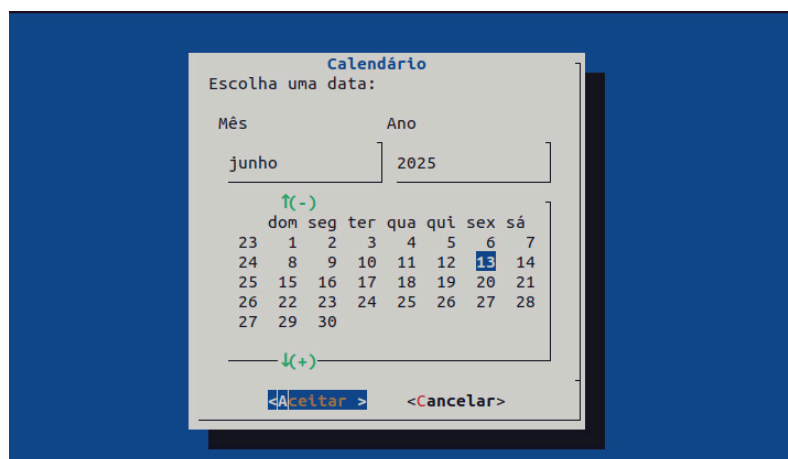 Calendário
Escolha uma data:
Mês Ano
junho 2025
↑(-)
dom seg ter qua qui sex sá
23 1 2 3 4 5 6 7
24 8 9 10 11 12 13 14
25 15 16 17 18 19 20 21
26 22 23 24 25 26 27 28
27 29 30
↓(+)
<Aceitar > <Cancelar>